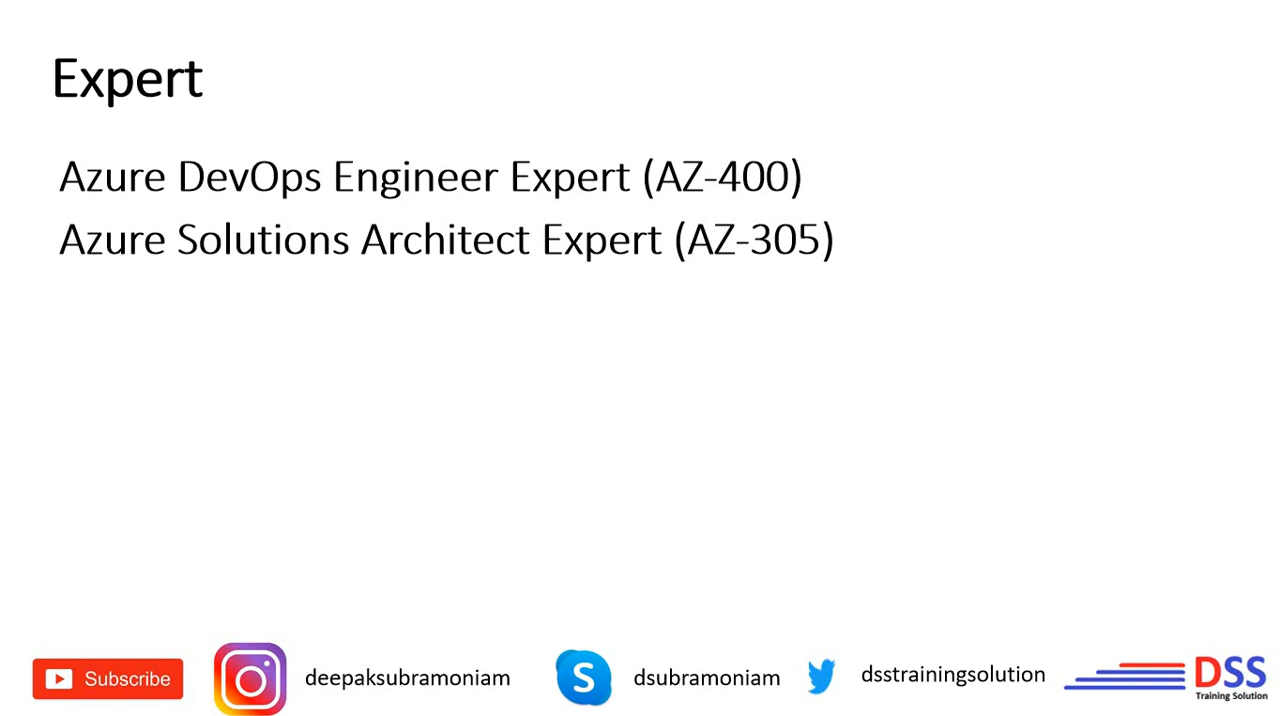 Expert
Azure DevOps Engineer Expert (AZ-400)
Azure Solutions Architect Expert (AZ-305)
Subscribe
deepaksubramoniam
S
dsubramoniam
dsstrainingsolution
DSS
Training Solution